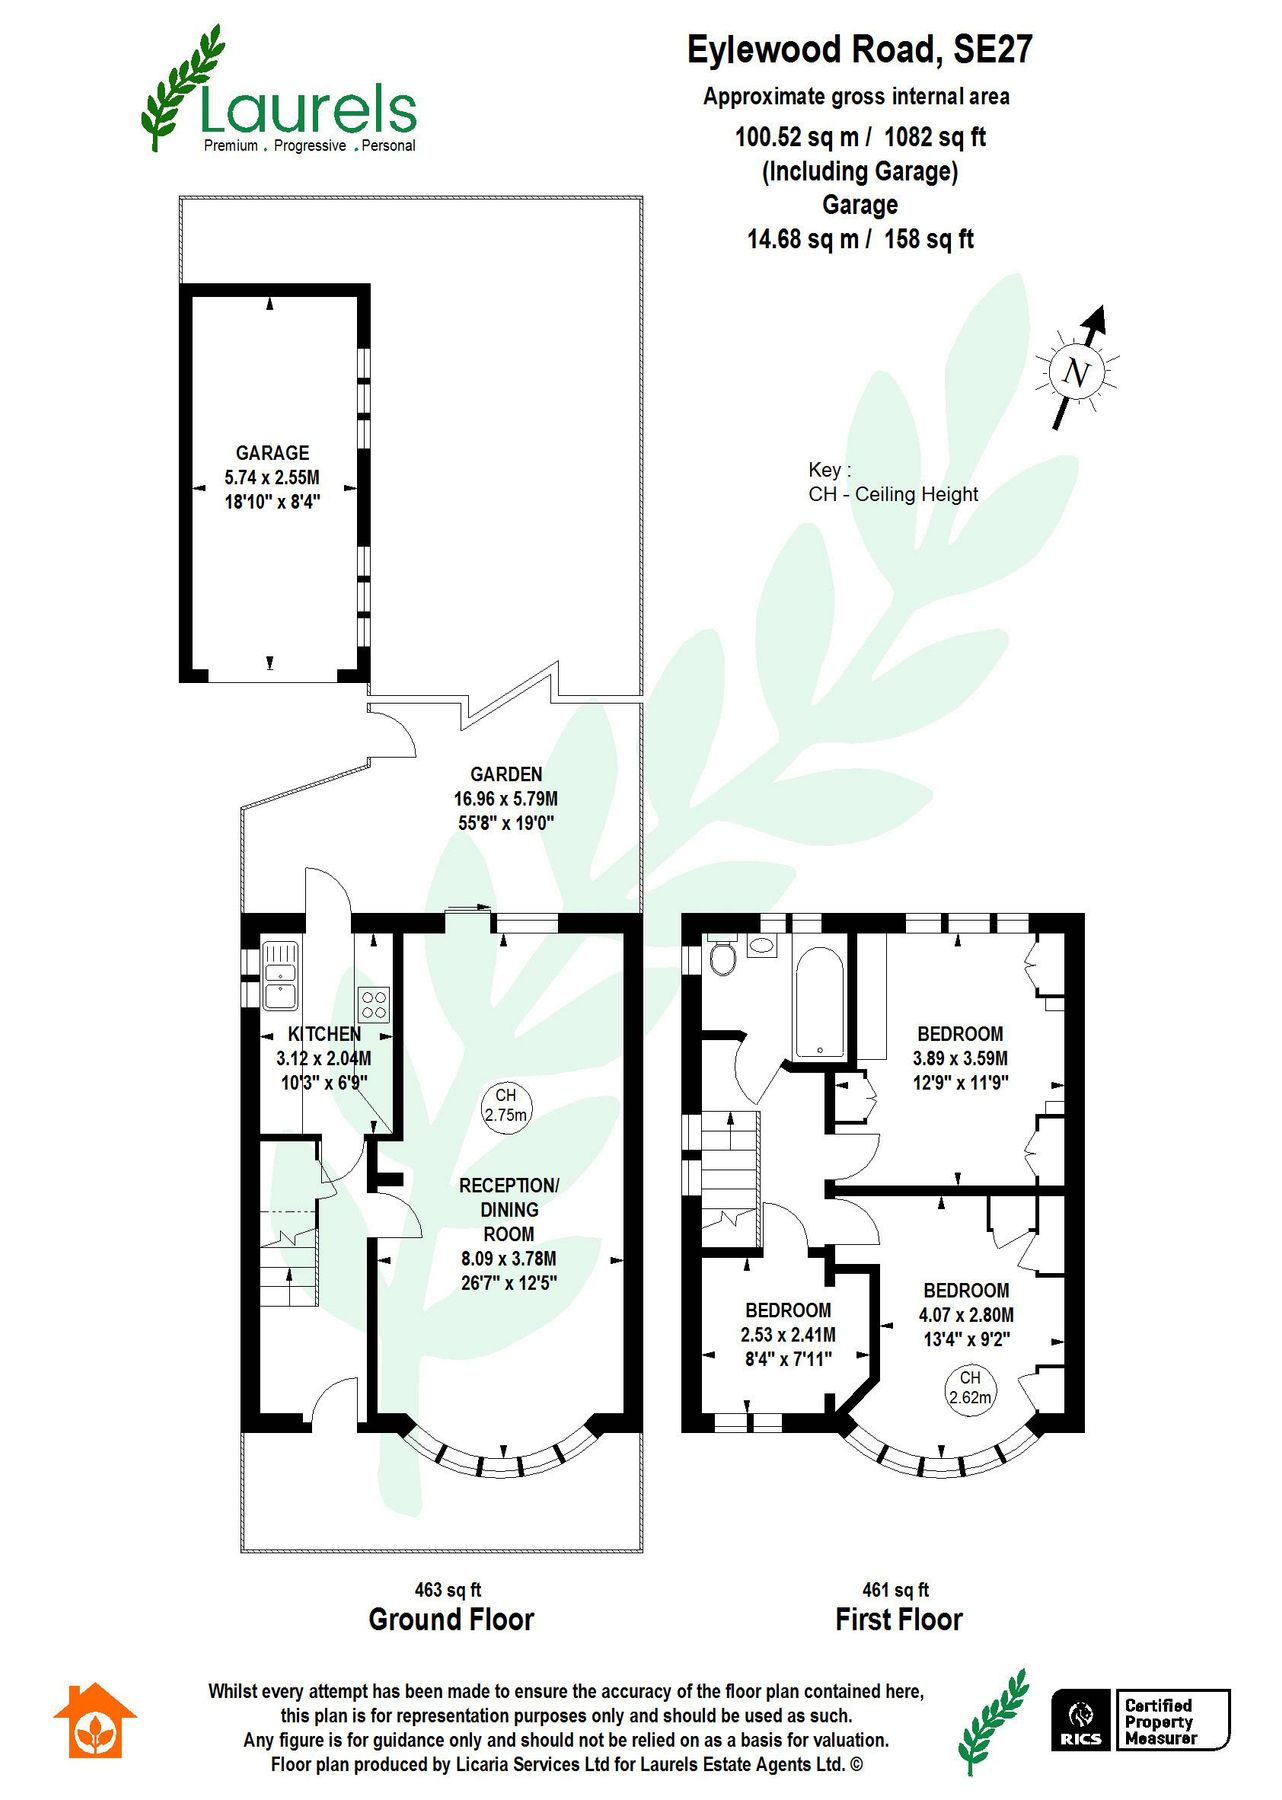 Laurels
Premium . Progressive . Personal
Eylewood Road, SE27
Approximate gross internal area
100.52 sq m / 1082 sq ft
(Including Garage)
Garage
14.68 sq m / 158 sq ft
N
Key :
CH - Ceiling Height
GARAGE
5.74 x 2.55M
18'10" x 8'4"
GARDEN
16.96 x 5.79M
55'8" x 19'0"
KITCHEN
3.12 x 2.04M
10'3" x 6'9"
CH
2.75m
RECEPTION/
DINING
ROOM
8.09 x 3.78M
26'7" x 12'5"
BEDROOM
3.89 x 3.59M
12'9" x 11'9"
BEDROOM
2.53 x 2.41M
8'4" x 7'11"
BEDROOM
4.07 x 2.80M
13'4" x 9'2"
CH
2.62m
463 sq ft
Ground Floor
461 sq ft
First Floor
Whilst every attempt has been made to ensure the accuracy of the floor plan contained here,
this plan is for representation purposes only and should be used as such.
Any figure is for guidance only and should not be relied on as a basis for valuation.
Floor plan produced by Licaria Services Ltd for Laurels Estate Agents Ltd. ©
RICS
Certified
Property
Measurer